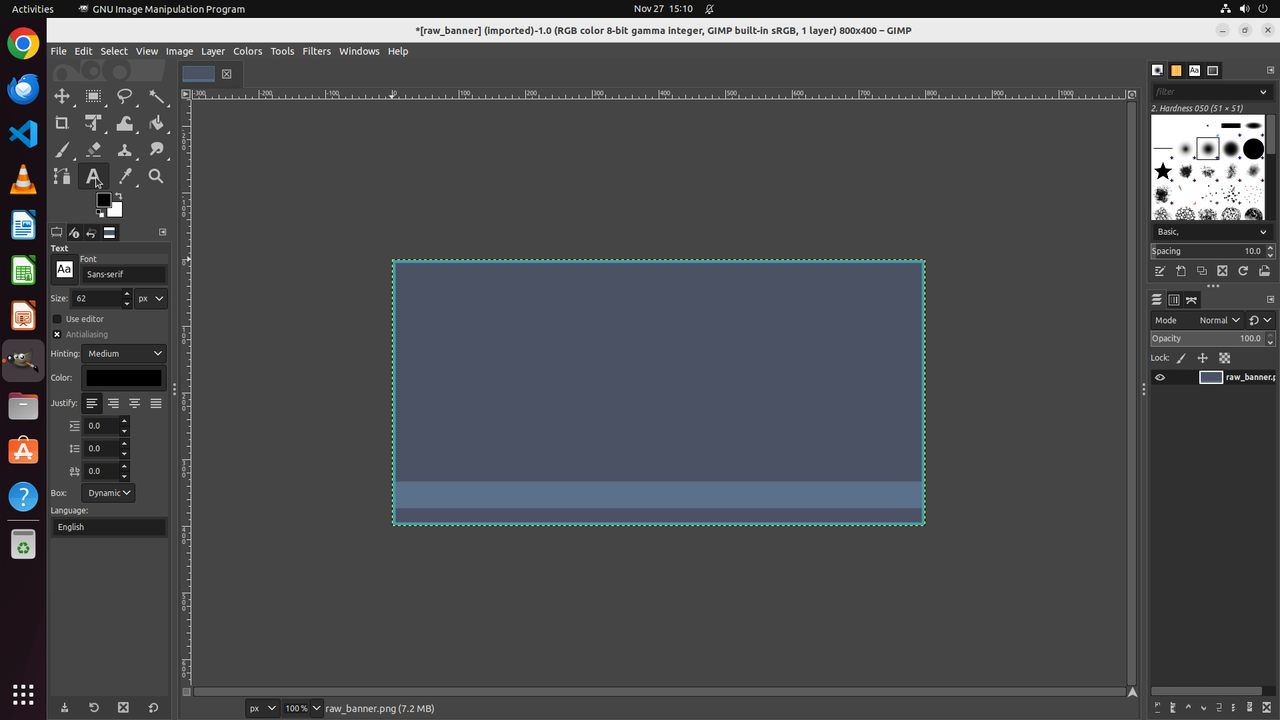 Activities
GNU Image Manipulation Program
Nov 27 15:10
*[raw_banner] (imported)-1.0 (RGB color 8-bit gamma integer, GIMP built-in sRGB, 1 layer) 800x400 – GIMP
File Edit Select View Image Layer Colors Tools Filters Windows Help
filter
2. Hardness 050 (51 × 51)
Basic,
Spacing 10.0
Mode Normal
Opacity 100.0
Lock:
raw_banner.p
Text
Font
Aa Sans-serif
Size: 62 px
Use editor
Antialiasing
Hinting: Medium
Color:
Justify:
0.0
0.0
0.0
Box: Dynamic
Language:
English
px 100 % raw_banner.png (7.2 MB)